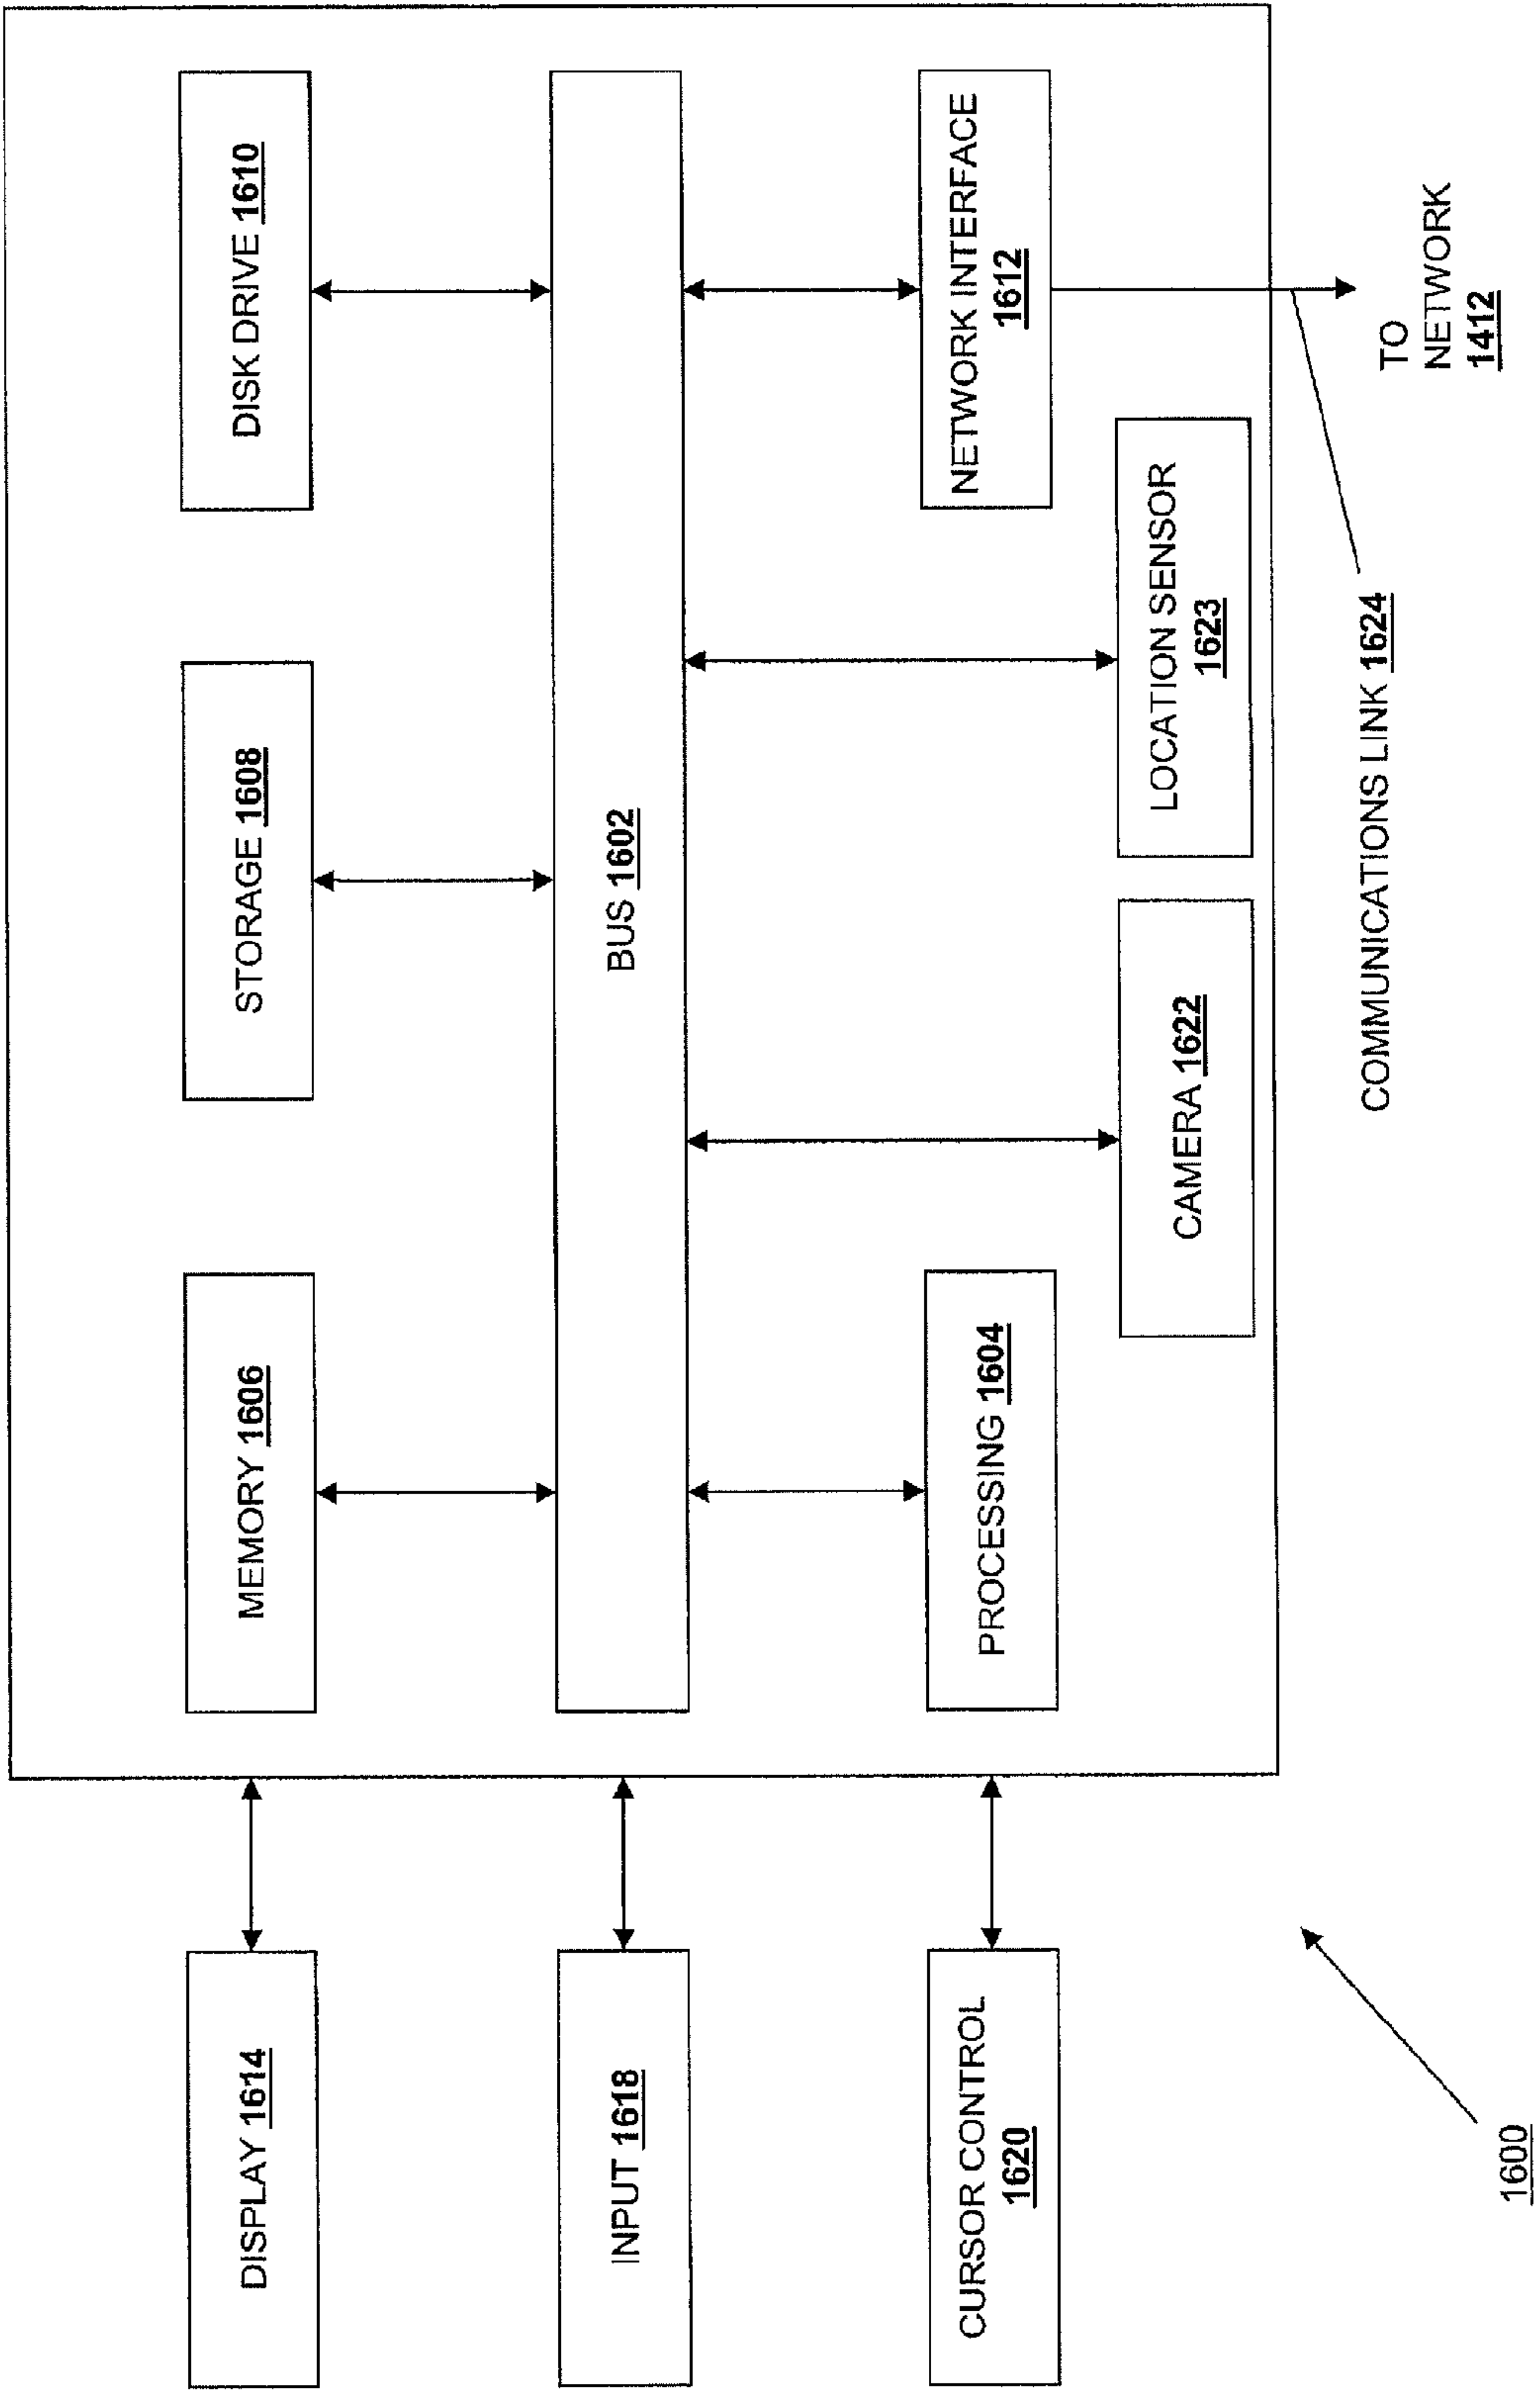 DISPLAY 1614
MEMORY 1606
STORAGE 1608
DISK DRIVE 1610
INPUT 1618
BUS 1602
CURSOR CONTROL
1620
PROCESSING 1604
NETWORK INTERFACE
1612
CAMERA 1622
LOCATION SENSOR
1623
COMMUNICATIONS LINK 1624
TO
NETWORK
1412
1600